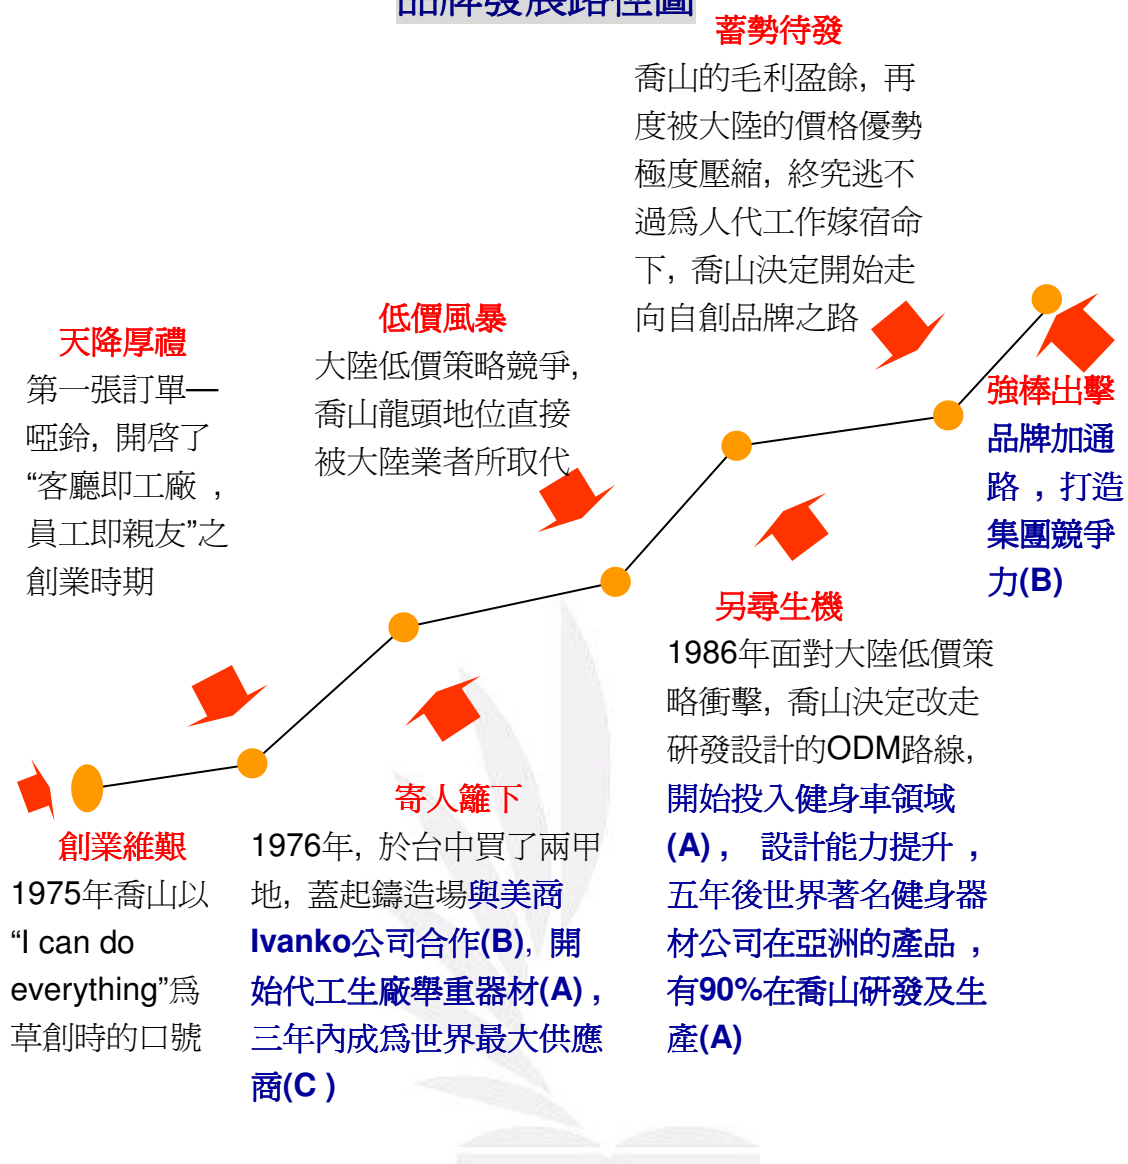 品牌發展路徑圖
蓄勢待發
喬山的毛利盈餘, 再
度被大陸的價格優勢
極度壓縮, 終究逃不
過爲人代工作嫁宿命
下, 喬山決定開始走
向自創品牌之路
低價風暴
大陸低價策略競爭,
喬山龍頭地位直接
被大陸業者所取代
天降厚禮
第一張訂單—
啞鈴, 開啓了
“客廳即工廠 ,
員工即親友”之
創業時期
強棒出擊
品牌加通
路 , 打造
集團競爭
力(B)
另尋生機
1986年面對大陸低價策
略衝擊, 喬山決定改走
研發設計的ODM路線,
開始投入健身車領域
(A) , 設計能力提升 ,
五年後世界著名健身器
材公司在亞洲的產品 ,
有90%在喬山研發及生
產(A)
寄人籬下
1976年, 於台中買了兩甲
地, 蓋起鑄造場與美商
Ivanko公司合作(B), 開
始代工生廠舉重器材(A) ,
三年內成爲世界最大供應
商(C )
創業維艱
1975年喬山以
“I can do
everything”爲
草創時的口號